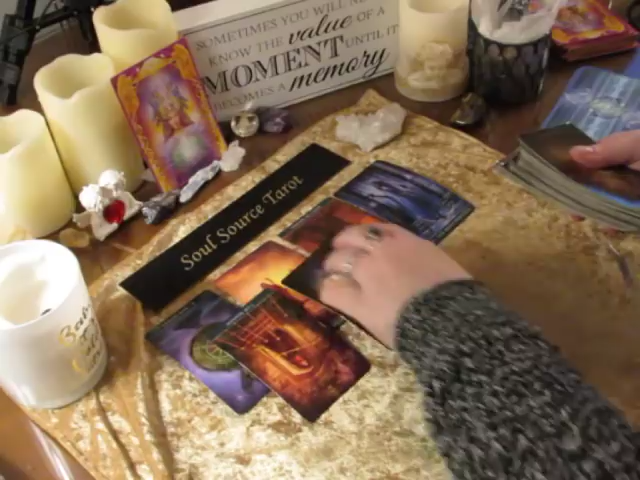 SOMETIMES YOU WILL NE
KNOW THE value OF A
MOMENT UNTIL IT
BECOMES A memory
Soul Source Tarot